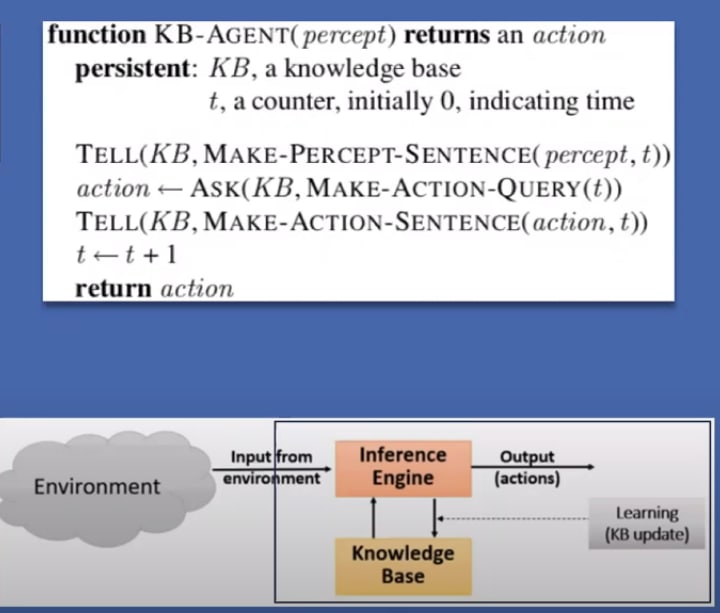 function KB-AGENT(percept) returns an action
persistent: KB, a knowledge base
t, a counter, initially 0, indicating time
TELL(KB, MAKE-PERCEPT-SENTENCE(percept, t))
action ← ASK(KB, MAKE-ACTION-QUERY(t))
TELL(KB, MAKE-ACTION-SENTENCE(action, t))
t ← t + 1
return action
Environment
Input from
environment
Inference
Engine
Output
(actions)
Learning
(KB update)
Knowledge
Base